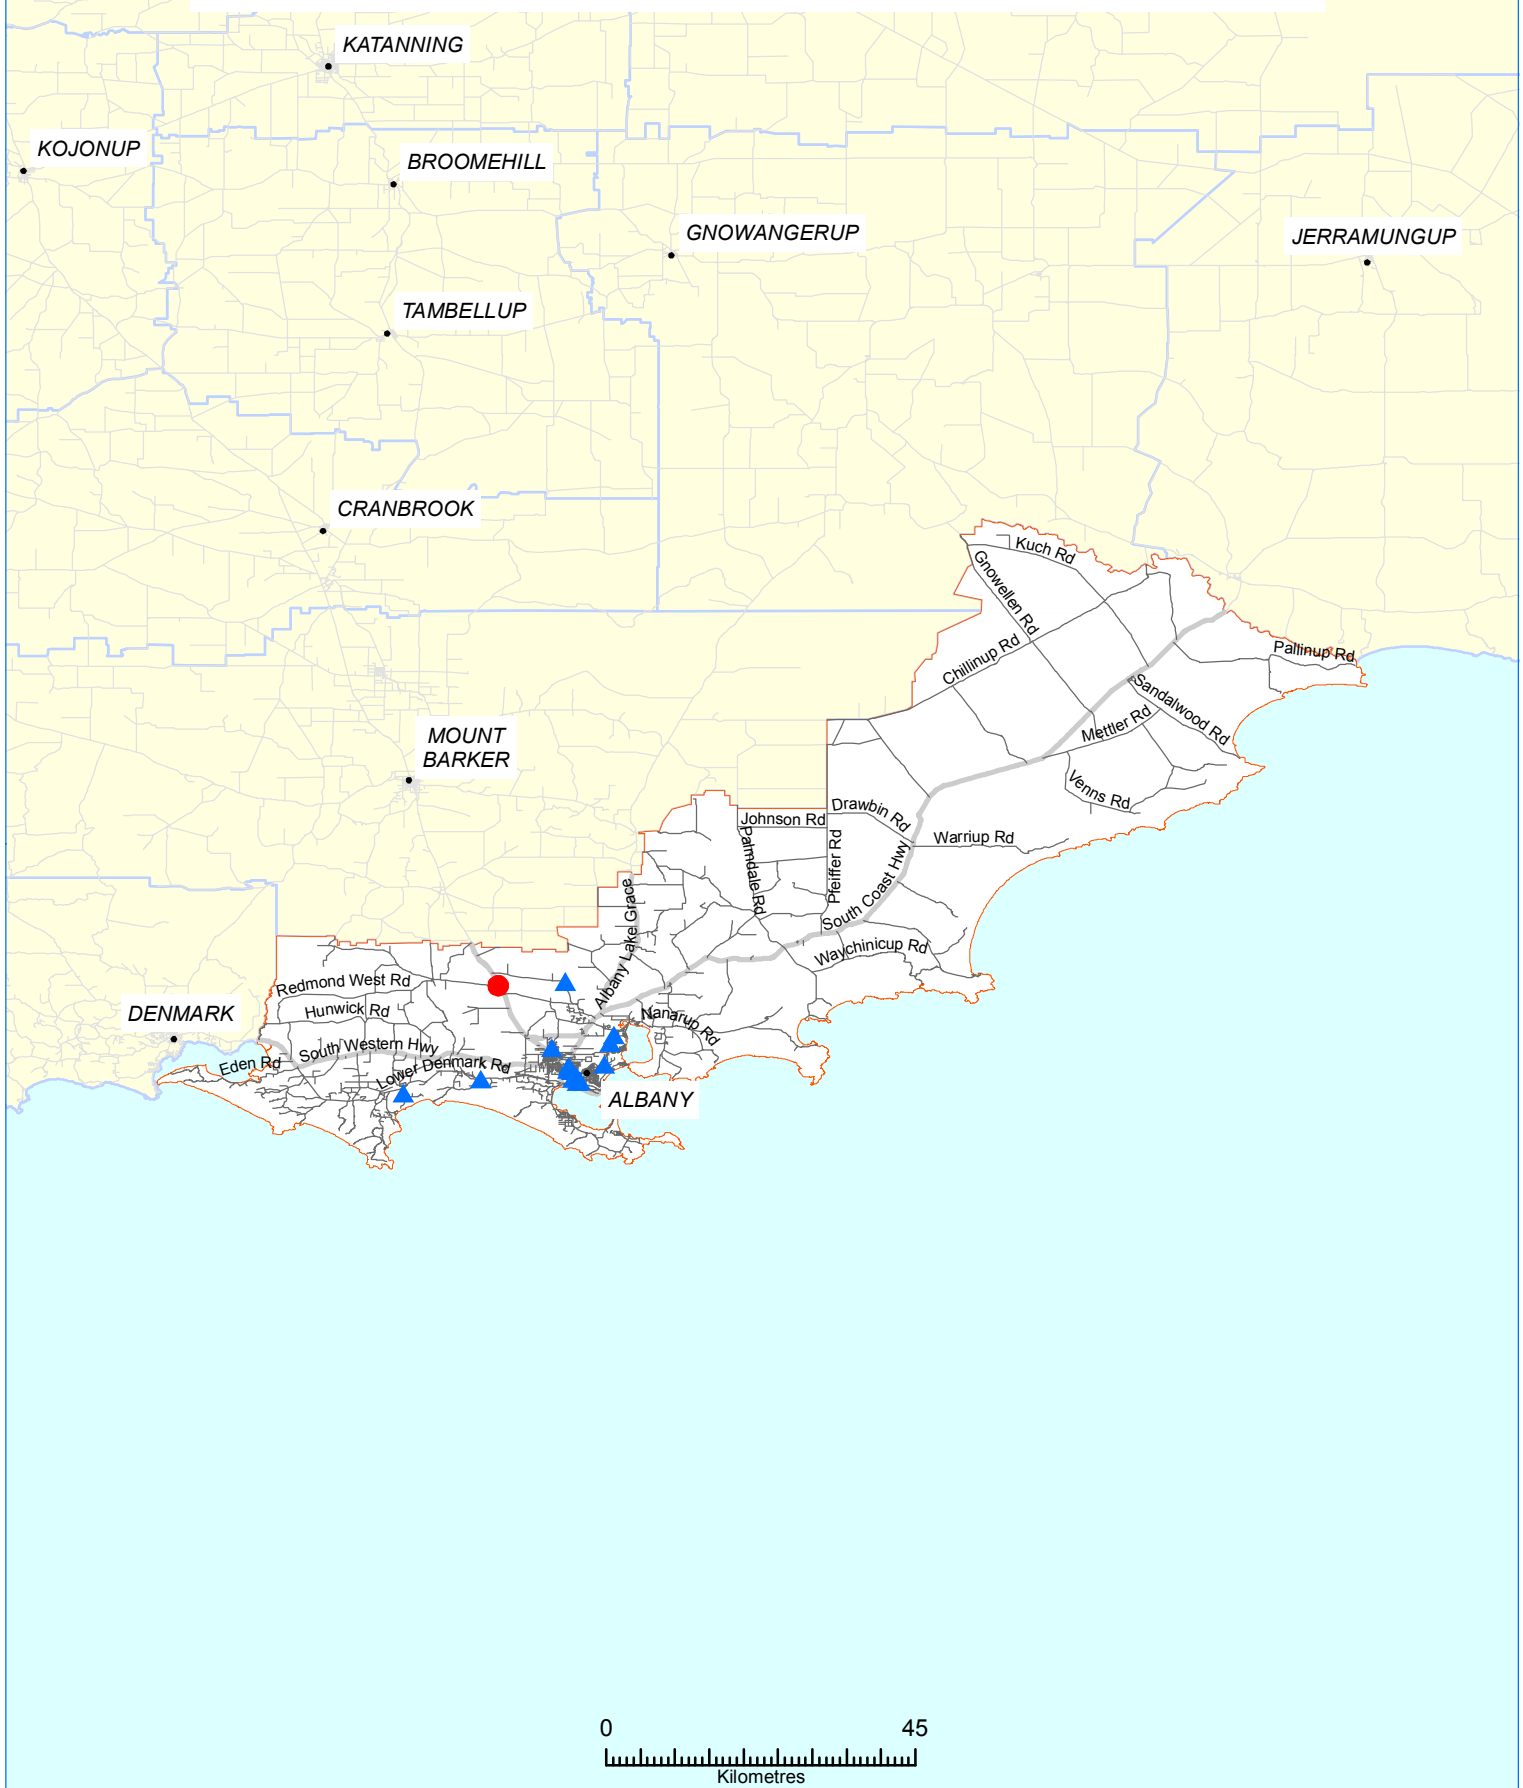 KATANNING
KOJONUP
BROOMEHILL
GNOWANGERUP
JERRAMUNGUP
TAMBELLUP
CRANBROOK
Kuch Rd
Gnowellen Rd
Chillinup Rd
Pallinup Rd
Sandalwood Rd
Mettler Rd
MOUNT
BARKER
Venns Rd
Drawbin Rd
Johnson Rd
Palmdale Rd
Pfeiffer Rd
Warriup Rd
South Coast Hwy
Albany Lake Grace
Waychinicup Rd
Redmond West Rd
Hunwick Rd
Nanarup Rd
DENMARK
South Western Hwy
Eden Rd
Lower Denmark Rd
ALBANY
0 45
Kilometres